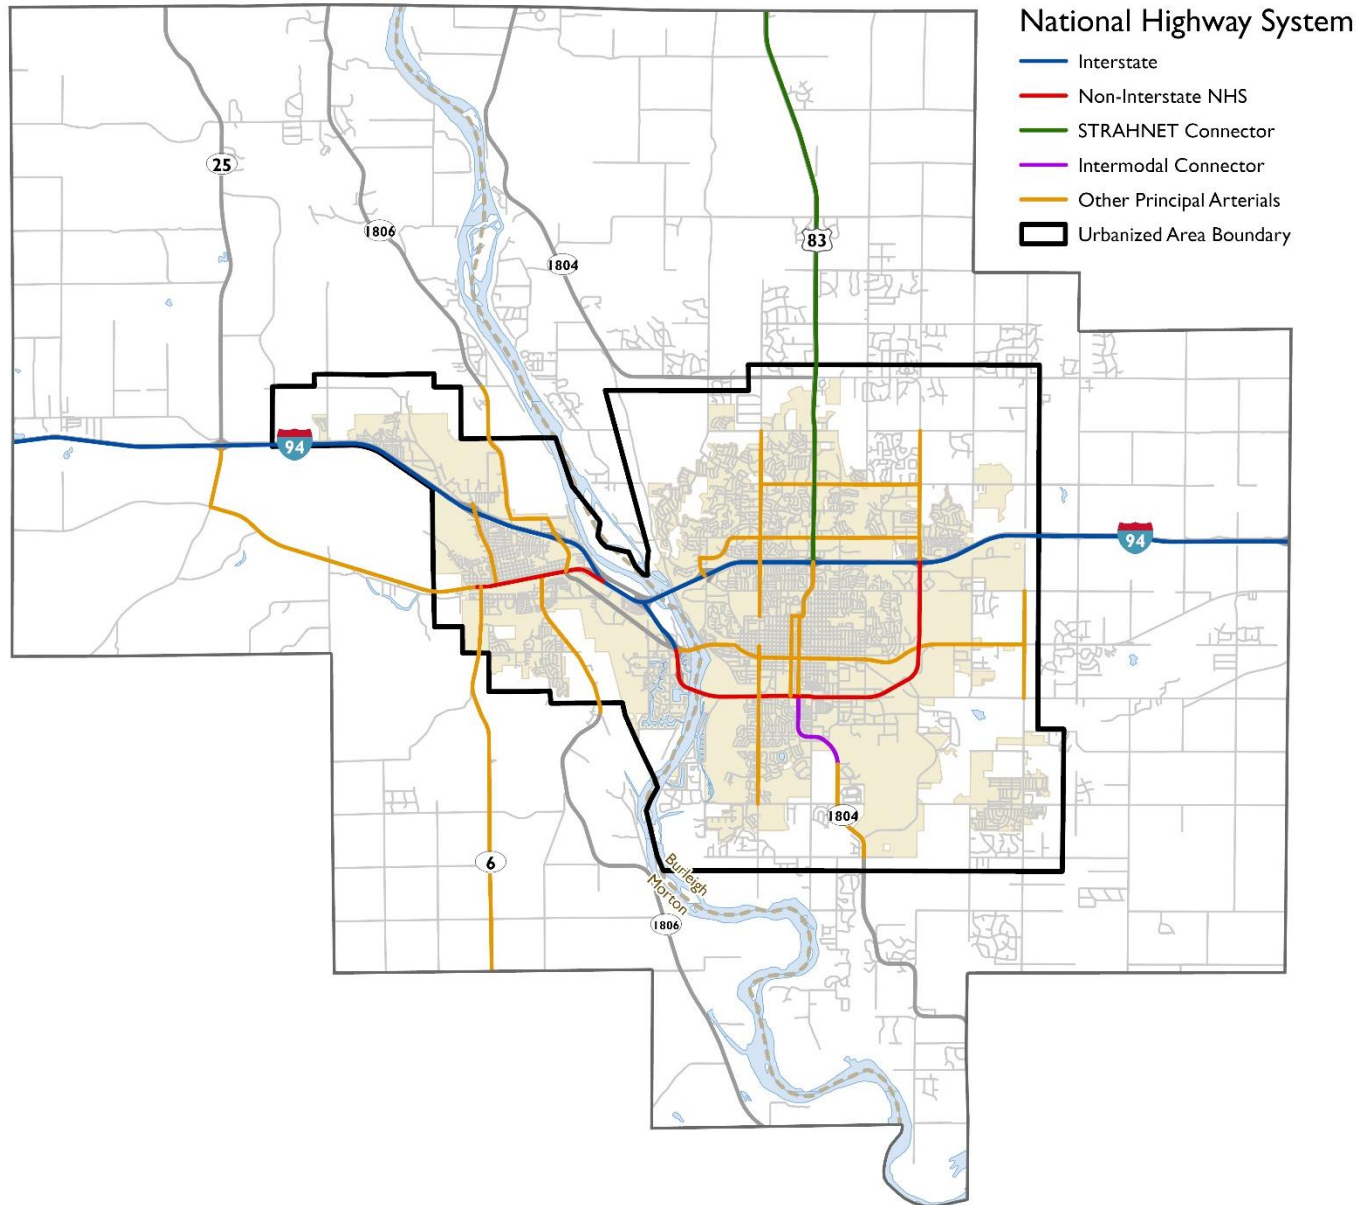 National Highway System
Interstate
Non-Interstate NHS
STRAHNET Connector
Intermodal Connector
Other Principal Arterials
Urbanized Area Boundary
25
1806
1804
83
94
94
1804
6
Burleigh
Morton
1806